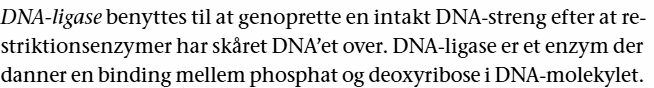 DNA-ligase benyttes til at genoprette en intakt DNA-streng efter at re-
striktionsenzymer har skåret DNA’et over. DNA-ligase er et enzym der
danner en binding mellem phosphat og deoxyribose i DNA-molekylet.